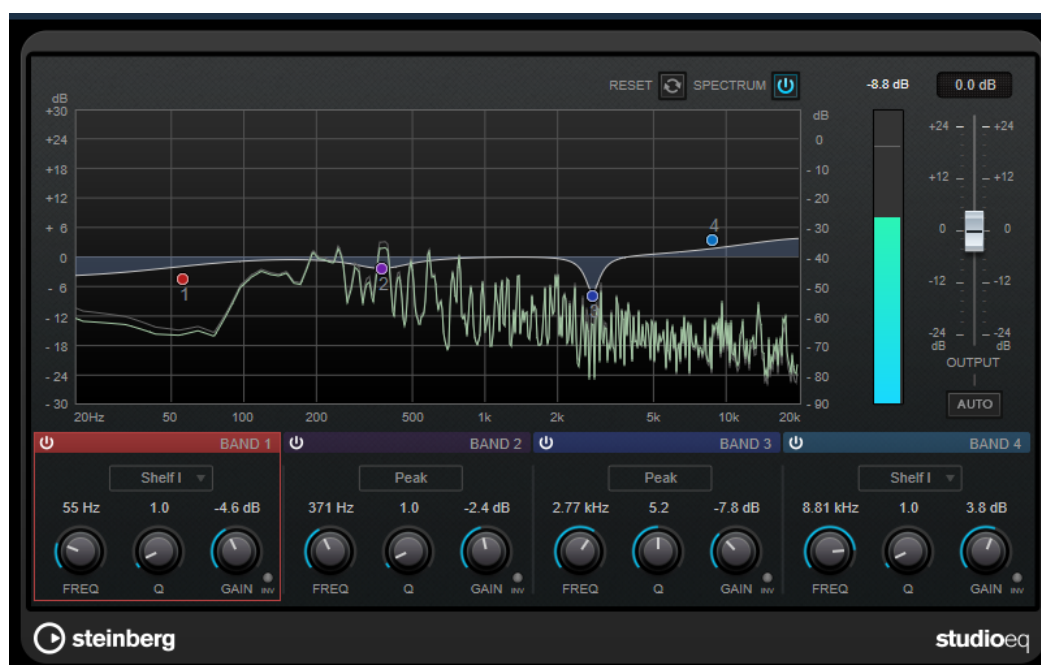 RESET SPECTRUM -8.8 dB 0.0 dB
dB
+30
+24
+18
+12
+ 6
0
- 6
- 12
- 18
- 24
- 30
1
2
3
4
dB
0
- 10
- 20
- 30
- 40
- 50
- 60
- 70
- 80
- 90
20Hz 50 100 200 500 1k 2k 5k 10k 20k
+24 +24
+12 +12
0 0
-12 -12
-24 -24
dB dB
OUTPUT
AUTO
BAND 1 BAND 2 BAND 3 BAND 4
Shelf I Peak Peak Shelf I
55 Hz 1.0 -4.6 dB 371 Hz 1.0 -2.4 dB 2.77 kHz 5.2 -7.8 dB 8.81 kHz 1.0 3.8 dB
FREQ Q GAIN INV FREQ Q GAIN INV FREQ Q GAIN INV FREQ Q GAIN INV
steinberg studioeq